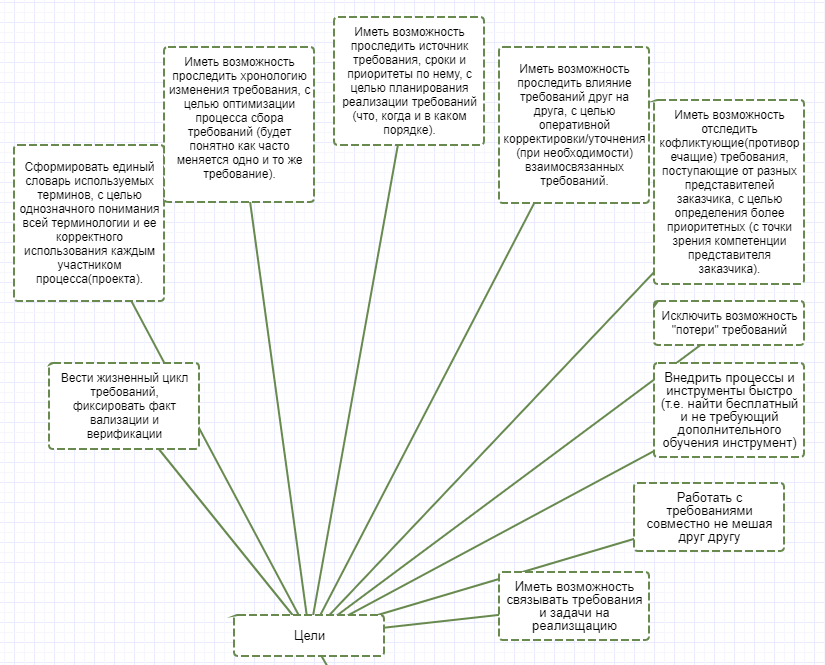 Иметь возможность
проследить источник
требования, сроки и
приоритеты по нему, с
целью планирования
реализации требований
(что, когда и в каком
порядке).
Иметь возможность
проследить хронологию
изменения требования, с
целью оптимизации
процесса сбора
требований (будет
понятно как часто
меняется одно и то же
требование).
Иметь возможность
проследить влияние
требований друг на
друга, с целью
оперативной
корректировки/уточнения
(при необходимости)
взаимосвязанных
требований.
Иметь возможность
отследить
кофликтующие(противор
ечащие) требования,
поступающие от разных
представителей
заказчика, с целью
определения более
приоритетных (с точки
зрения компетенции
представителя
заказчика).
Сформировать единый
словарь используемых
терминов, с целью
однозначного понимания
всей терминологии и ее
корректного
использования каждым
участником
процесса(проекта).
Исключить возможность
"потери" требований
Вести жизненный цикл
требований,
фиксировать факт
вализации и
верификации
Внедрить процессы и
инструменты быстро
(т.е. найти бесплатный
и не требующий
дополнительного
обучения инструмент)
Работать с
требованиями
совместно не мешая
друг другу
Иметь возможность
связывать требования
и задачи на
реализщацию
Цели